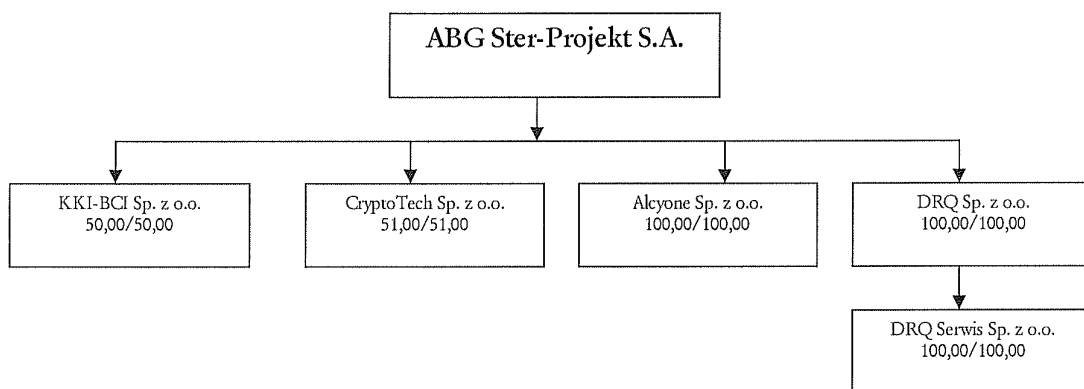 ABG Ster-Projekt S.A.
KKI-BCI Sp. z o.o.
50,00/50,00
CryptoTech Sp. z o.o.
51,00/51,00
Alcyone Sp. z o.o.
100,00/100,00
DRQ Sp. z o.o.
100,00/100,00
DRQ Serwis Sp. z o.o.
100,00/100,00